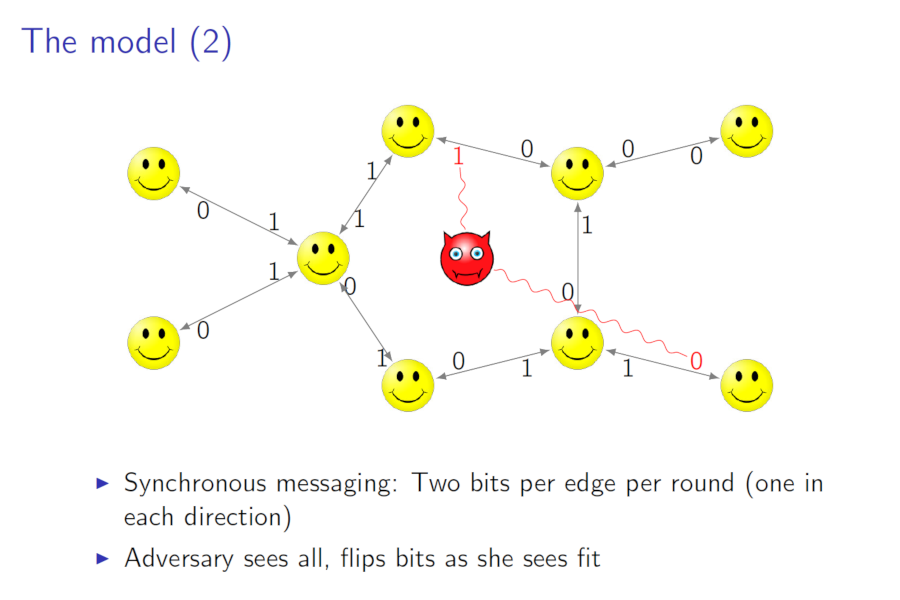 The model (2)
1 0 0 0
1
0 1 1 1
1 0
0
0
1 0 1 0 1 1 0
► Synchronous messaging: Two bits per edge per round (one in
each direction)
► Adversary sees all, flips bits as she sees fit